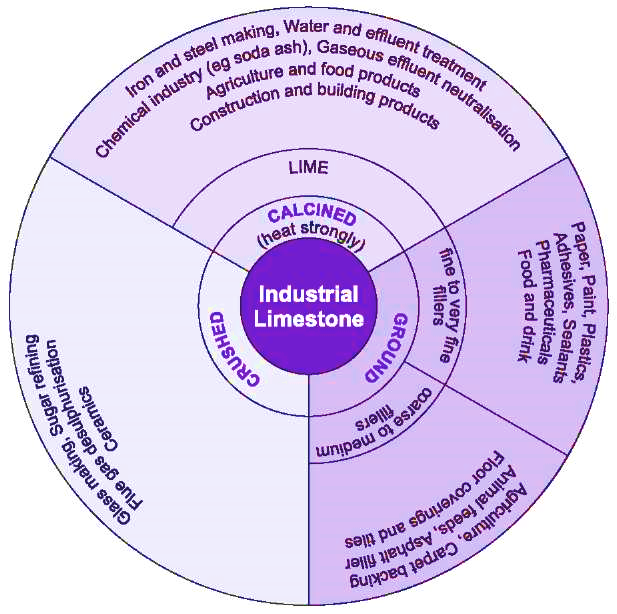 Iron and steel making, Water and effluent treatment
Chemical industry (eg soda ash), Gaseous effluent neutralisation
Agriculture and food products
Construction and building products
LIME
CALCINED
(heat strongly)
Industrial
Limestone
CRUSHED
GROUND
fine to very fine
fillers
Paper, Paint, Plastics,
Adhesives, Sealants
Pharmaceuticals
Food and drink
coarse to medium
fillers
Agriculture, Carpet backing
Animal feeds, Asphalt filler
Floor coverings and tiles
Glass making, Sugar refining
Flue gas desulphurisation
Ceramics